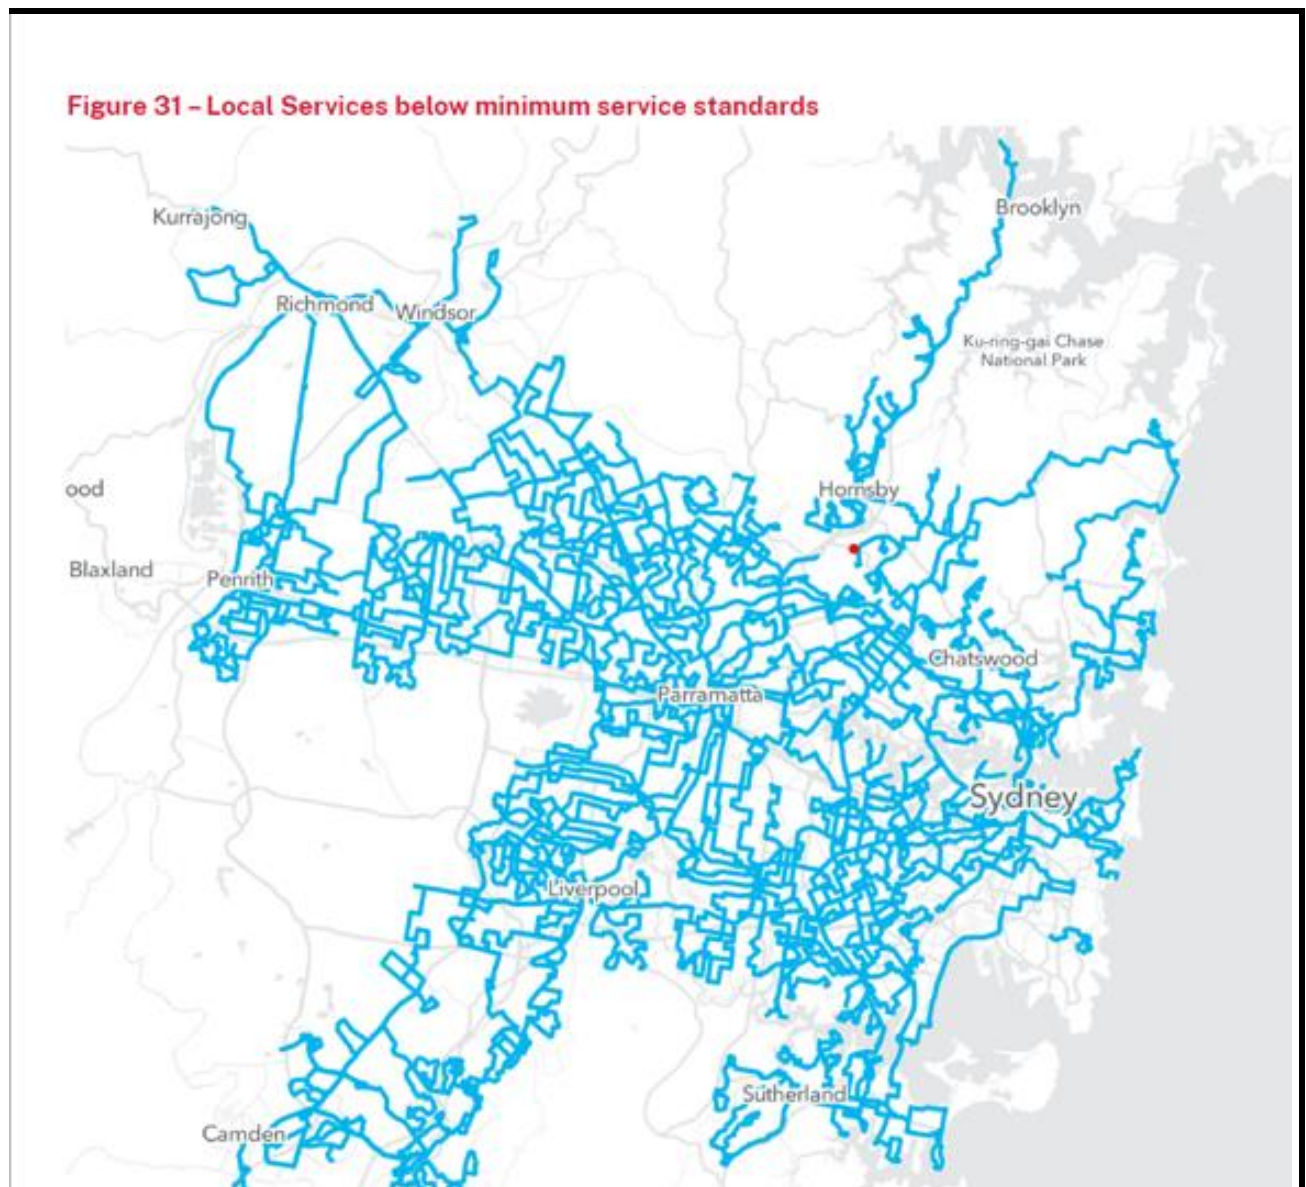 Figure 31 – Local Services below minimum service standards
Brooklyn
Kurrajong
Richmond
Windsor
Ku-ring-gai Chase
National Park
ood
Hornsby
Blaxland
Penrith
Chatswood
Parramatta
Sydney
Liverpool
Sutherland
Camden